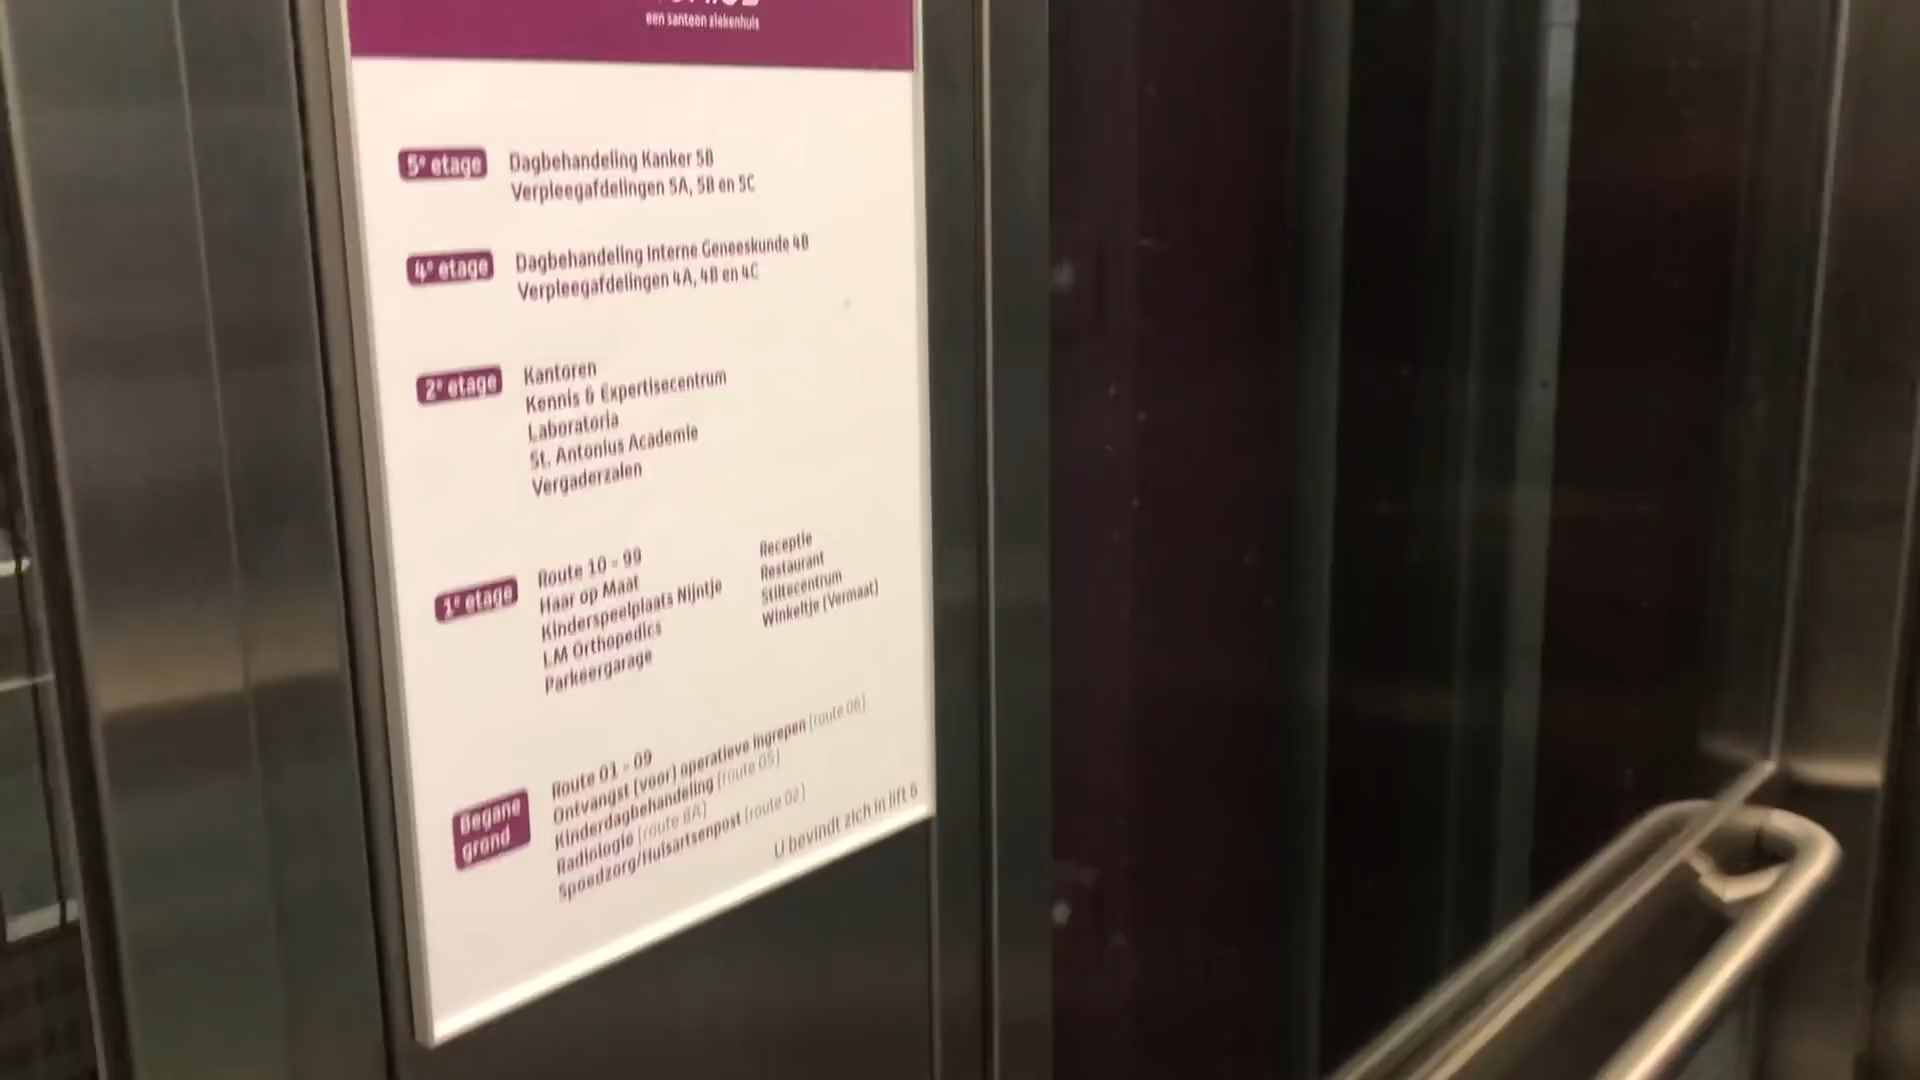 een santeon ziekenhuis
5e etage
Dagbehandeling Kanker 5B
Verpleegafdelingen 5A, 5B en 5C
4e etage
Dagbehandeling Interne Geneeskunde 4B
Verpleegafdelingen 4A, 4B en 4C
2e etage
Kantoren
Kennis & Expertisecentrum
Laboratoria
St. Antonius Academie
Vergaderzalen
1e etage
Route 10 - 99
Haar op Maat
Kinderspeelplaats Nijntje
LM Orthopedics
Parkeergarage
Receptie
Restaurant
Stiltecentrum
Winkeltje (Vermaat)
Begane
grond
Route 01 - 09
Ontvangst (voor) operatieve ingrepen (route 06)
Kinderdagbehandeling (route 05)
Radiologie (route 8A)
Spoedzorg/Huisartsenpost (route 02)
U bevindt zich in lift 6